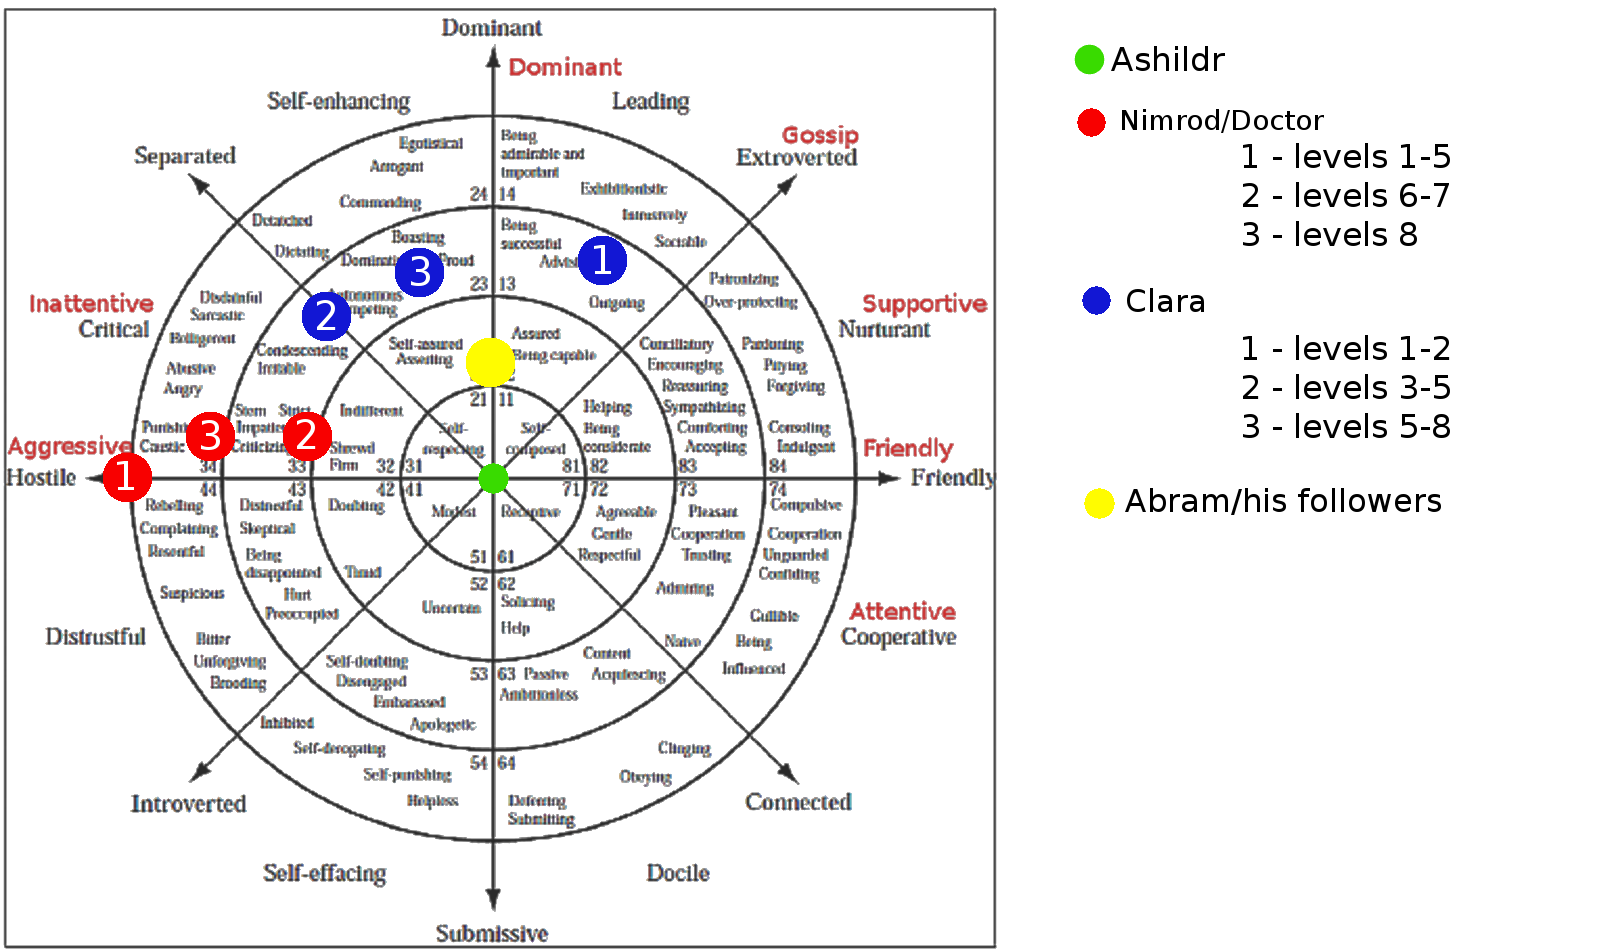 Dominant
Dominant
Self-enhancing
Leading
Gossip
Separated
Extroverted
Egotistical
Being
admirable and
important
Arrogant
Exhibitionistic
24 14
Commanding
Intrusively
Detatched
Boasting
Being
successful
Sociable
Dictating
Proud
Patronizing
23 13
Autonomous
Outgoing
Over-protecting
Inattentive
Critical
Disdainful
Sarcastic
Supportive
Nurturant
Belligerent
Self-assured
Asserting
Assured
Being capable
Conciliatory
Pardoning
Condescending
Irritable
Encouraging
Pitying
Abusive
Angry
Reassuring
Forgiving
21 11
Stern Strict
Indifferent
Helping
Sympathizing
Being
considerate
Comforting
Consoling
Self-
respecting
Self-
composed
Accepting
Indulgent
Aggressive
Caustic
Shrewd
Friendly
34 33
Firm
32 31
81 82
83
84
Hostile
Friendly
44 43
42 41
71 72
73
74
Rebelling
Distrustful
Doubting
Modest
Receptive
Agreeable
Pleasant
Compulsive
Complaining
Skeptical
Gentle
Cooperation
Cooperation
Resentful
Being
disappointed
51 61
Respectful
Trusting
Unguarded
Timid
Confiding
Suspicious
Hurt
52 62
Admiring
Preoccupied
Uncertain
Soliciting
Help
Gullible
Attentive
Cooperative
Distrustful
Bitter
Naive
Being
Influenced
Unforgiving
Self-doubting
Content
Brooding
Disengaged
53 63
Passive
Acquiescing
Embarassed
Ambitionless
Inhibited
Apologetic
Self-derogating
Clinging
Self-punishing
54 64
Obeying
Helpless
Deferring
Submitting
Introverted
Connected
Self-effacing
Docile
Submissive
1
2
3
1
2
3
Ashildr
Nimrod/Doctor
1 - levels 1-5
2 - levels 6-7
3 - levels 8
Clara
1 - levels 1-2
2 - levels 3-5
3 - levels 5-8
Abram/his followers